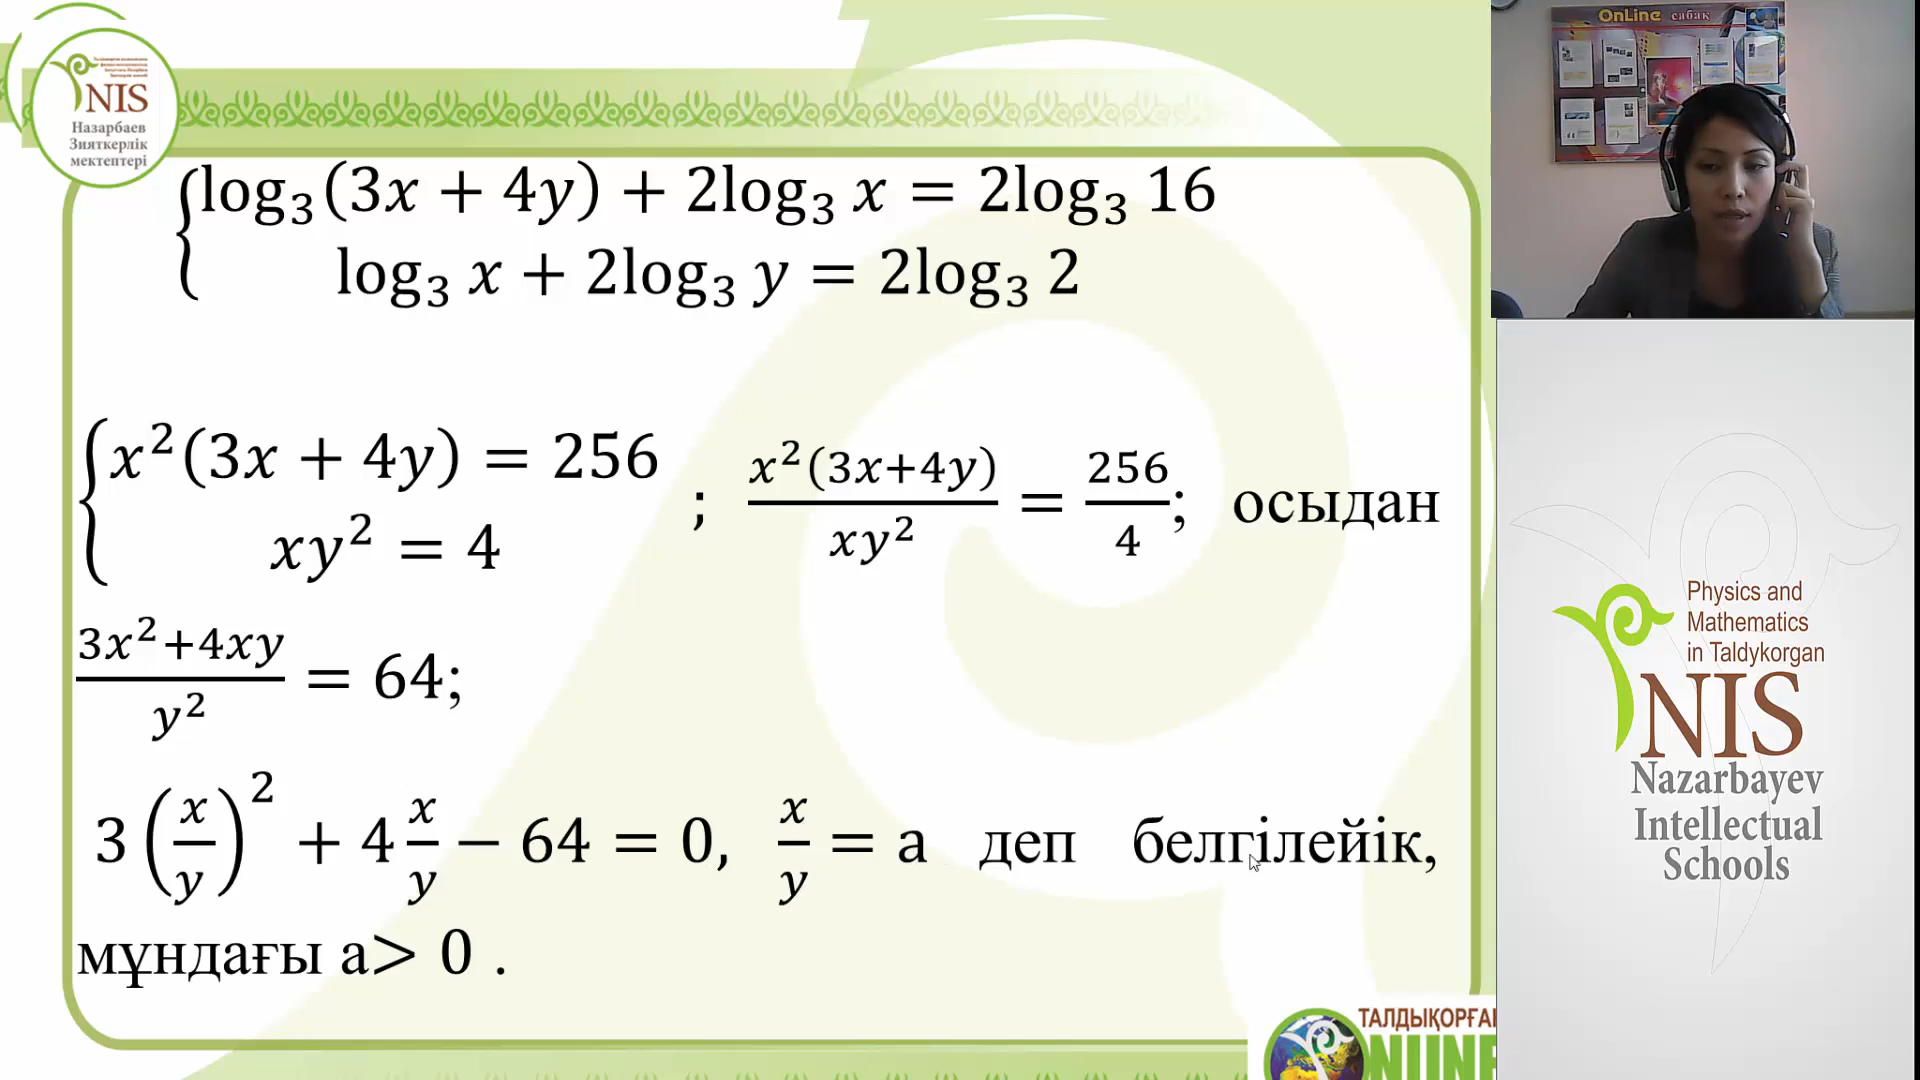 OnLine сабақ
NIS
Назарбаев
Зияткерлік
мектептері
log₃(3x + 4y) + 2log₃ x = 2log₃ 16
log₃ x + 2log₃ y = 2log₃ 2
{x²(3x + 4y) = 256
xy² = 4
; x²(3x+4y)/xy² = 256/4; осыдан
3x²+4xy/y² = 64;
3(x/y)² + 4 x/y − 64 = 0, x/y = а деп белгілейік,
мұндағы а> 0 .
Physics and
Mathematics
in Taldykorgan
NIS
Nazarbayev
Intellectual
Schools
ТАЛДЫҚОРҒА